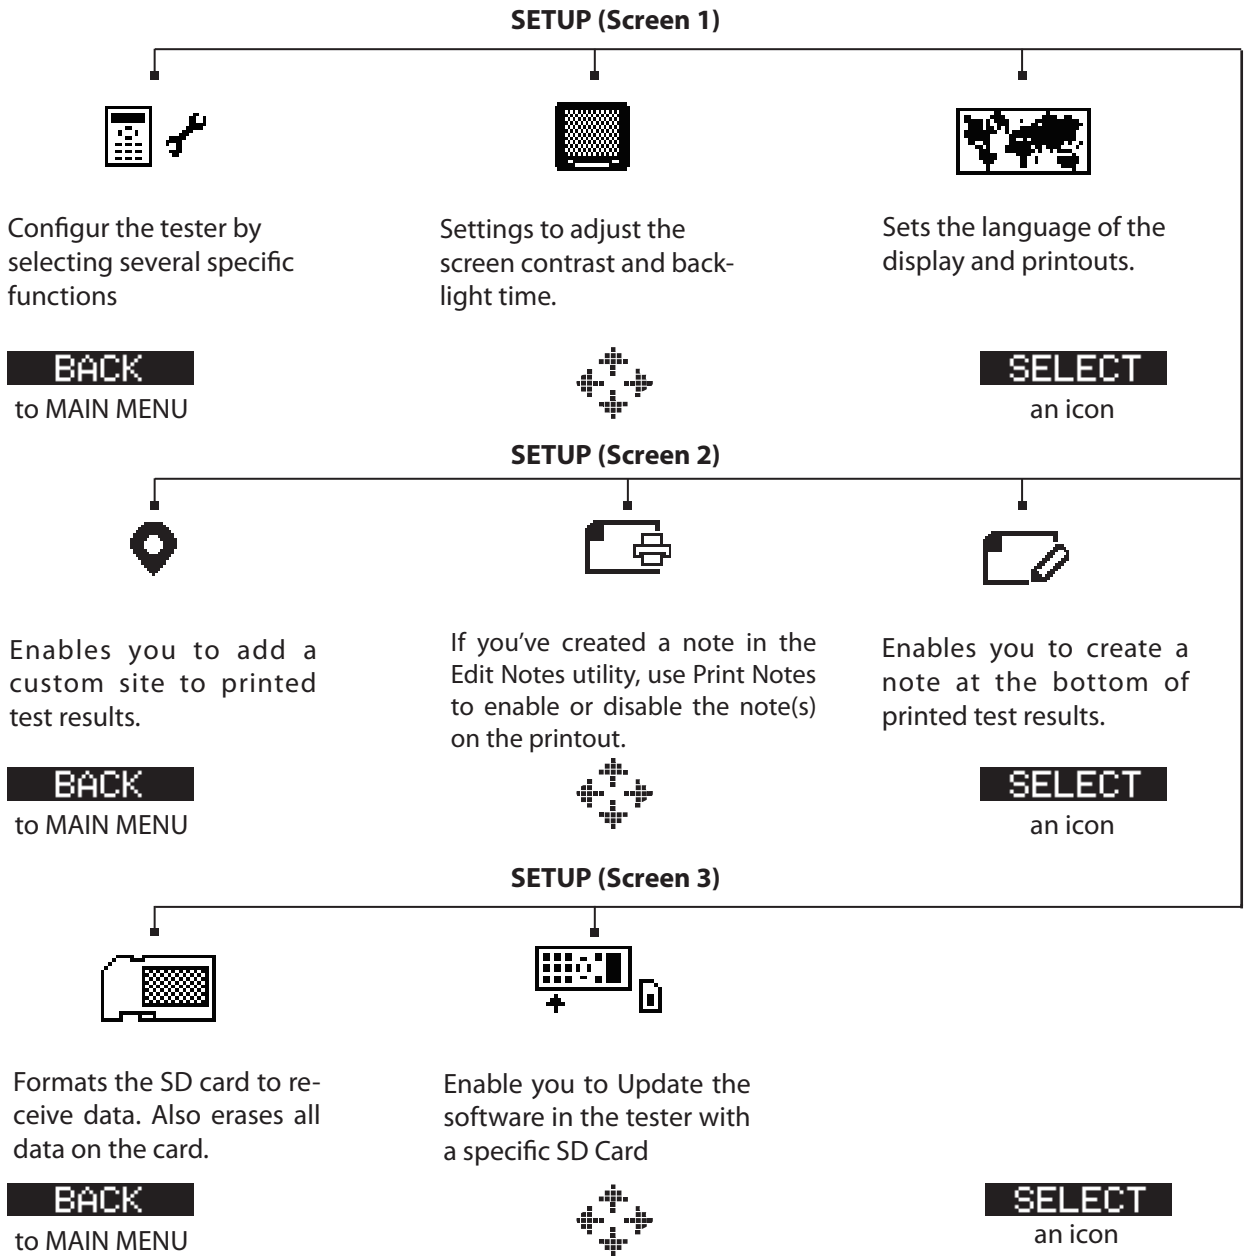 SETUP (Screen 1)
Configur the tester by
selecting several specific
functions
Settings to adjust the
screen contrast and back-
light time.
Sets the language of the
display and printouts.
BACK
to MAIN MENU
SELECT
an icon
SETUP (Screen 2)
Enables you to add a
custom site to printed
test results.
If you've created a note in the
Edit Notes utility, use Print Notes
to enable or disable the note(s)
on the printout.
Enables you to create a
note at the bottom of
printed test results.
BACK
to MAIN MENU
SELECT
an icon
SETUP (Screen 3)
Formats the SD card to re-
ceive data. Also erases all
data on the card.
Enable you to Update the
software in the tester with
a specific SD Card
BACK
to MAIN MENU
SELECT
an icon